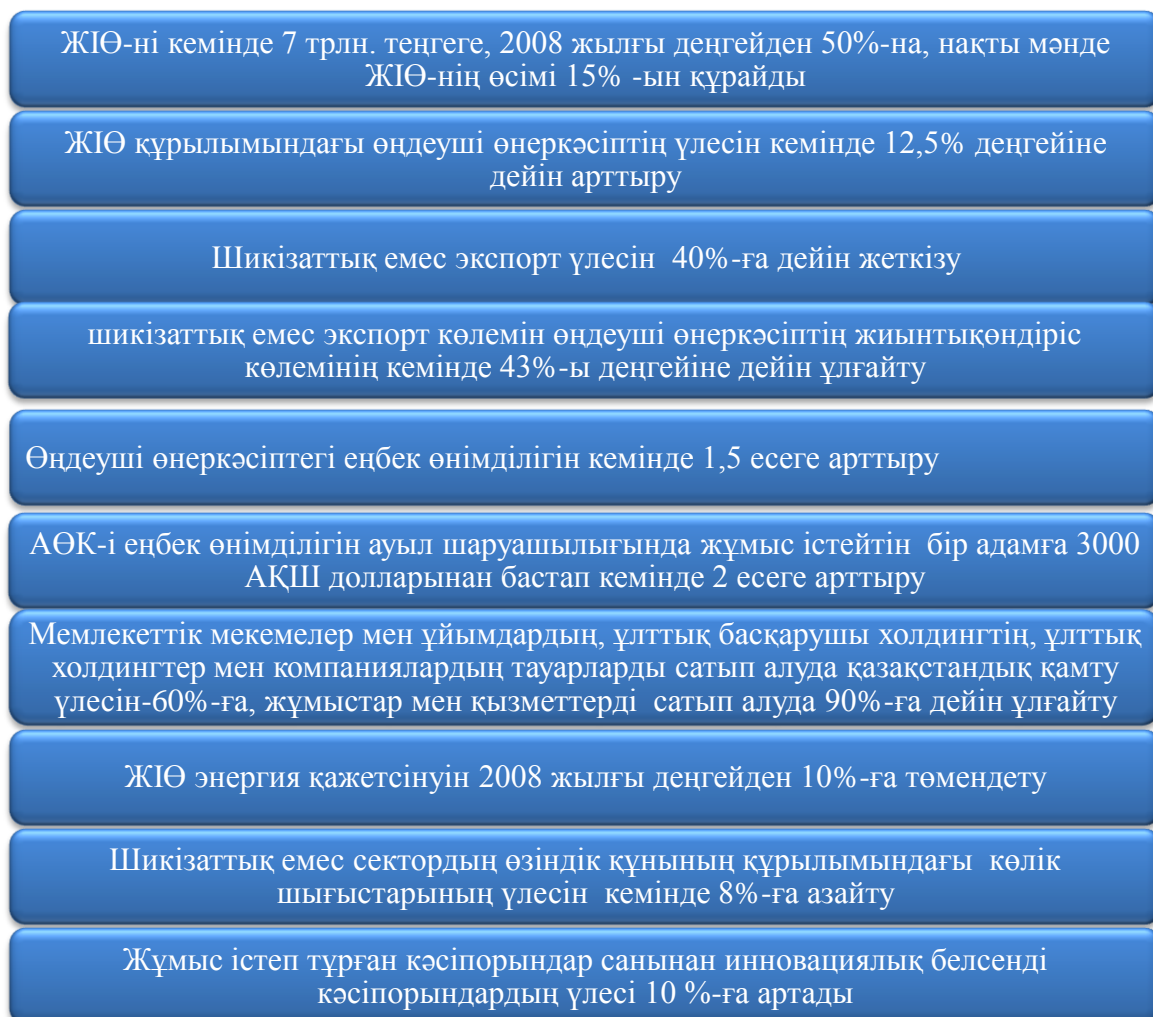 ЖІӨ-ні кемінде 7 трлн. теңгеге, 2008 жылғы деңгейден 50%-на, нақты мәнде
ЖІӨ-нің өсімі 15% -ын құрайды
ЖІӨ құрылымындағы өңдеуші өнеркәсіптің үлесін кемінде 12,5% деңгейіне
дейін арттыру
Шикізаттық емес экспорт үлесін 40%-ға дейін жеткізу
шикізаттық емес экспорт көлемін өңдеуші өнеркәсіптің жиынтықөндіріс
көлемінің кемінде 43%-ы деңгейіне дейін ұлғайту
Өңдеуші өнеркәсіптегі еңбек өнімділігін кемінде 1,5 есеге арттыру
АӨК-і еңбек өнімділігін ауыл шаруашылығында жұмыс істейтін бір адамға 3000
АҚШ долларынан бастап кемінде 2 есеге арттыру
Мемлекеттік мекемелер мен ұйымдардың, ұлттық басқарушы холдингтің, ұлттық
холдингтер мен компаниялардың тауарларды сатып алуда қазақстандық қамту
үлесін-60%-ға, жұмыстар мен қызметтерді сатып алуда 90%-ға дейін ұлғайту
ЖІӨ энергия қажетсінуін 2008 жылғы деңгейден 10%-ға төмендету
Шикізаттық емес сектордың өзіндік құнының құрылымындағы көлік
шығыстарының үлесін кемінде 8%-ға азайту
Жұмыс істеп тұрған кәсіпорындар санынан инновациялық белсенді
кәсіпорындардың үлесі 10 %-ға артады